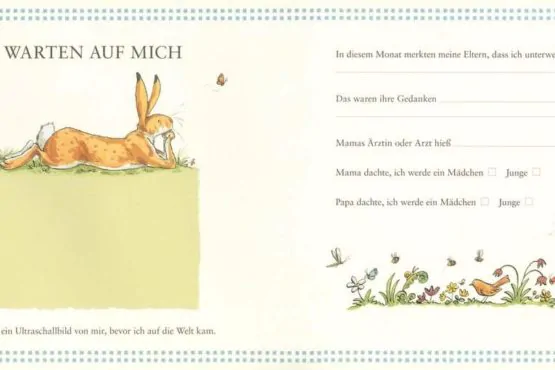 WARTEN AUF MICH
ein Ultraschallbild von mir, bevor ich auf die Welt kam.
In diesem Monat merkten meine Eltern, dass ich unterwe
Das waren ihre Gedanken
Mamas Ärztin oder Arzt hieß
Mama dachte, ich werde ein Mädchen Junge
Papa dachte, ich werde ein Mädchen Junge